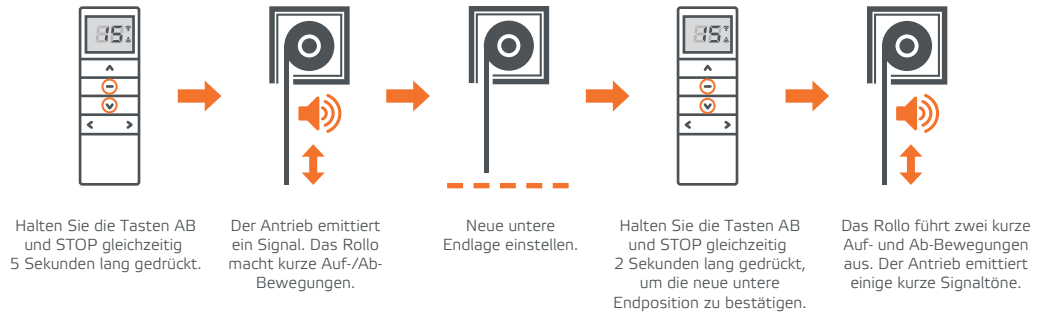 15
15
Halten Sie die Tasten AB
und STOP gleichzeitig
5 Sekunden lang gedrückt.
Der Antrieb emittiert
ein Signal. Das Rollo
macht kurze Auf-/Ab-
Bewegungen.
Neue untere
Endlage einstellen.
Halten Sie die Tasten AB
und STOP gleichzeitig
2 Sekunden lang gedrückt,
um die neue untere
Endposition zu bestätigen.
Das Rollo führt zwei kurze
Auf- und Ab-Bewegungen
aus. Der Antrieb emittiert
einige kurze Signaltöne.